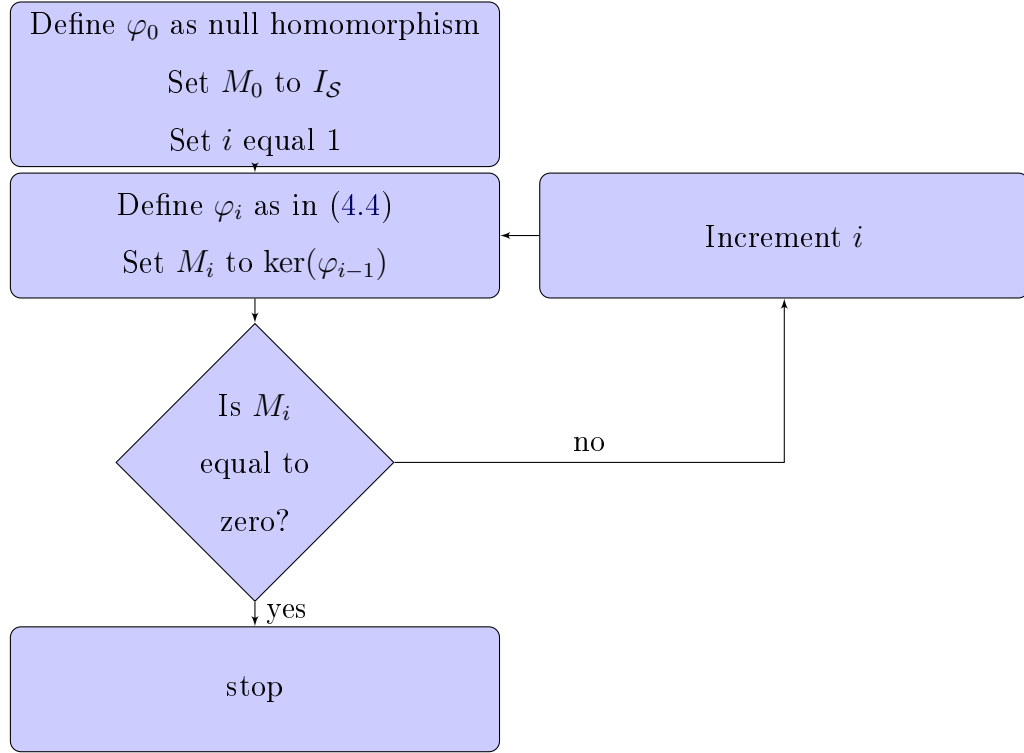 Define φ₀ as null homomorphism
Set M₀ to I_𝒮
Set i equal 1
Define φᵢ as in (4.4)
Set Mᵢ to ker(φᵢ₋₁)
Increment i
Is Mᵢ
equal to
zero?
no
yes
stop